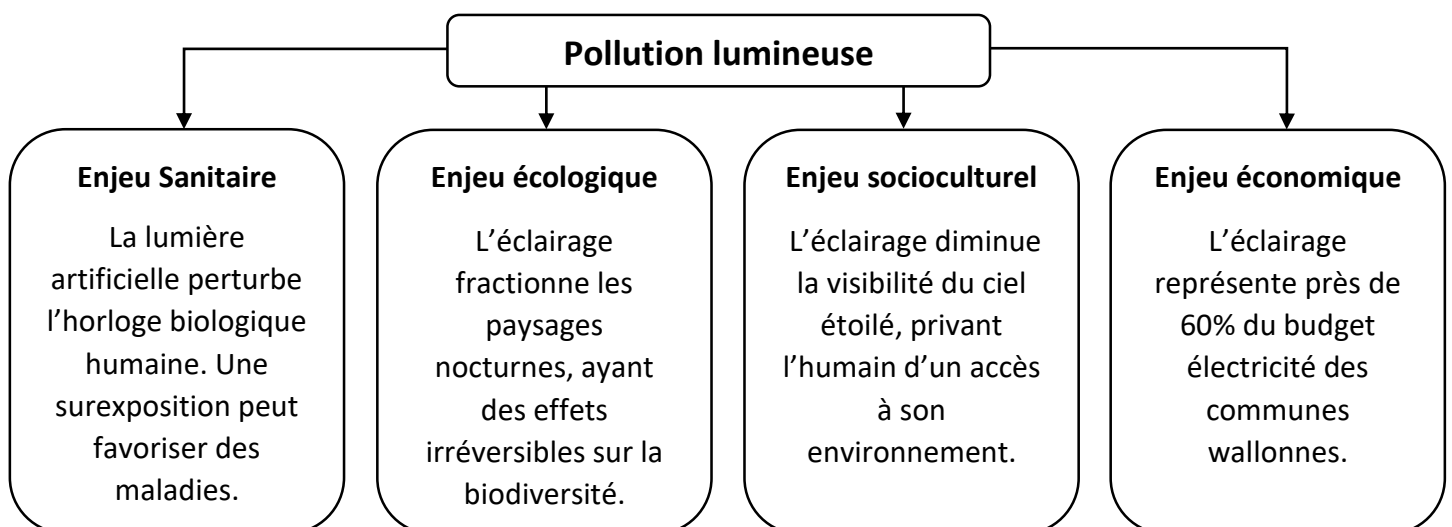 Pollution lumineuse
Enjeu Sanitaire
La lumière
artificielle perturbe
l’horloge biologique
humaine. Une
surexposition peut
favoriser des
maladies.
Enjeu écologique
L’éclairage
fractionne les
paysages
nocturnes, ayant
des effets
irréversibles sur la
biodiversité.
Enjeu socioculturel
L’éclairage diminue
la visibilité du ciel
étoilé, privant
l’humain d’un accès
à son
environnement.
Enjeu économique
L’éclairage
représente près de
60% du budget
électricité des
communes
wallonnes.